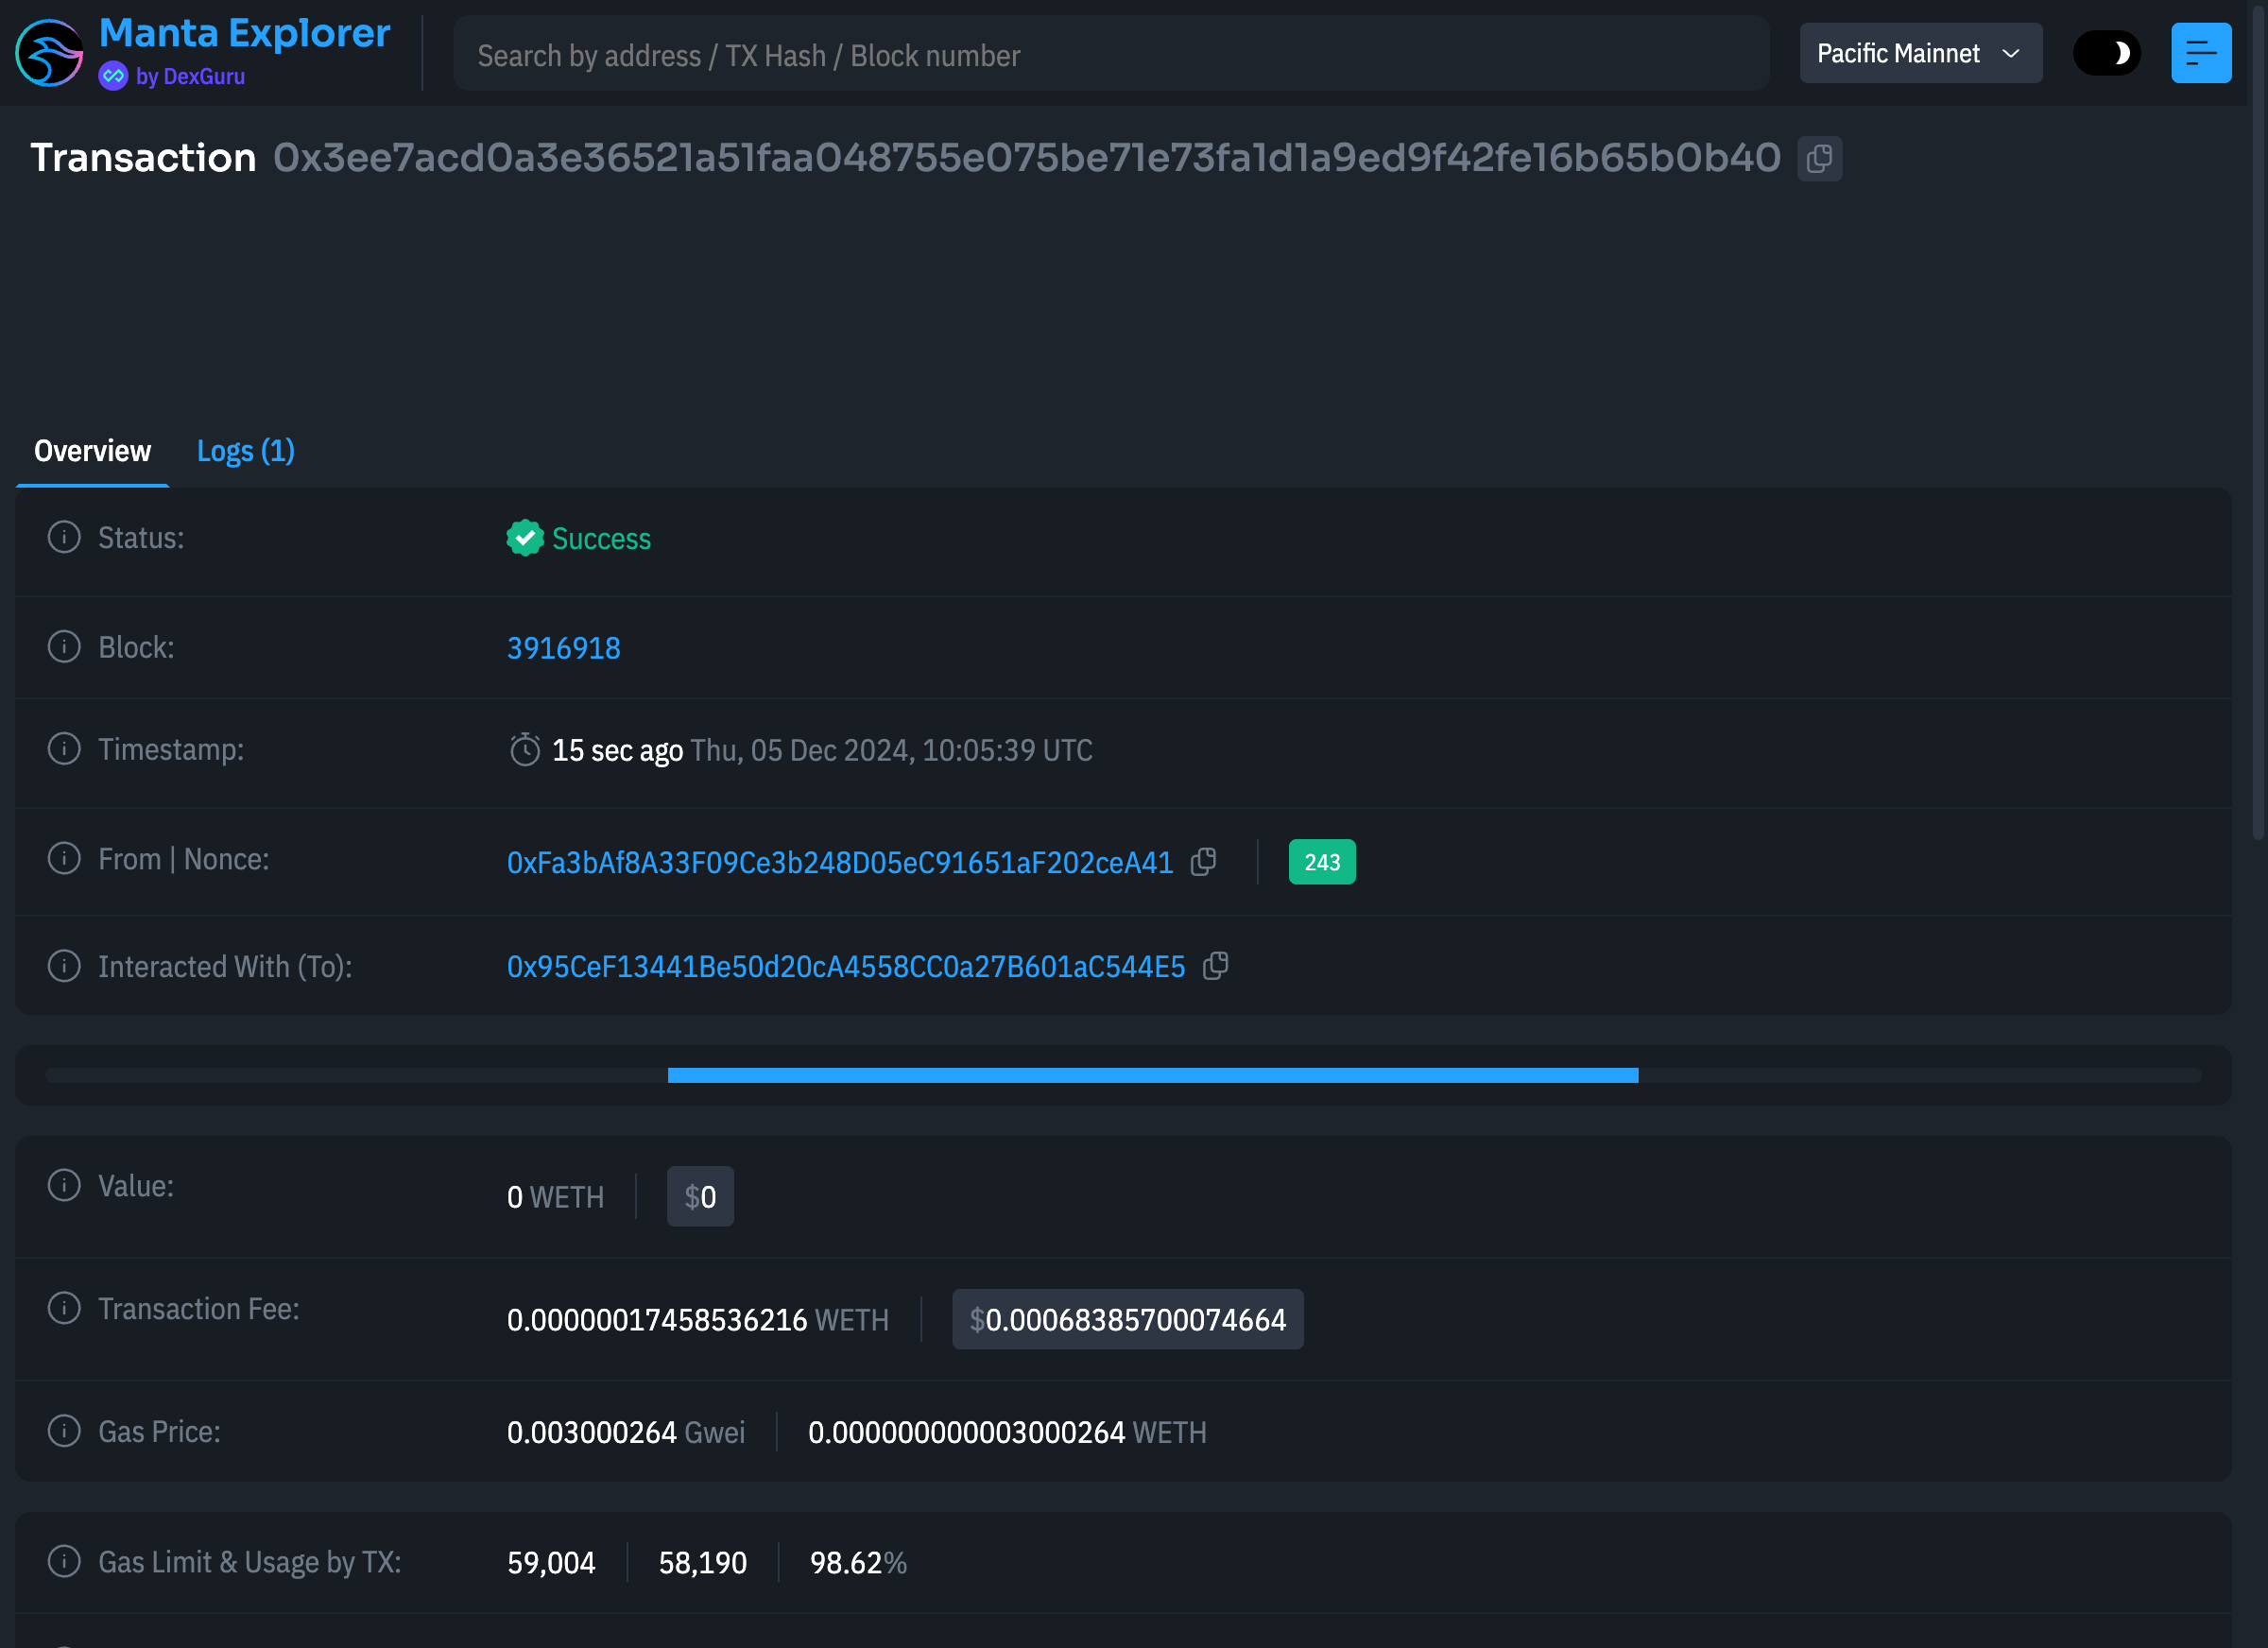 Manta Explorer
by DexGuru
Search by address / TX Hash / Block number
Pacific Mainnet
Transaction 0x3ee7acd0a3e36521a51faa048755e075be71e73fa1d1a9ed9f42fe16b65b0b40
Overview Logs (1)
Status: Success
Block: 3916918
Timestamp: 15 sec ago Thu, 05 Dec 2024, 10:05:39 UTC
From | Nonce: 0xFa3bAf8A33F09Ce3b248D05eC91651aF202ceA41 243
Interacted With (To): 0x95CeF13441Be50d20cA4558CC0a27B601aC544E5
Value: 0 WETH $0
Transaction Fee: 0.00000017458536216 WETH $0.00068385700074664
Gas Price: 0.003000264 Gwei 0.000000000003000264 WETH
Gas Limit & Usage by TX: 59,004 58,190 98.62%